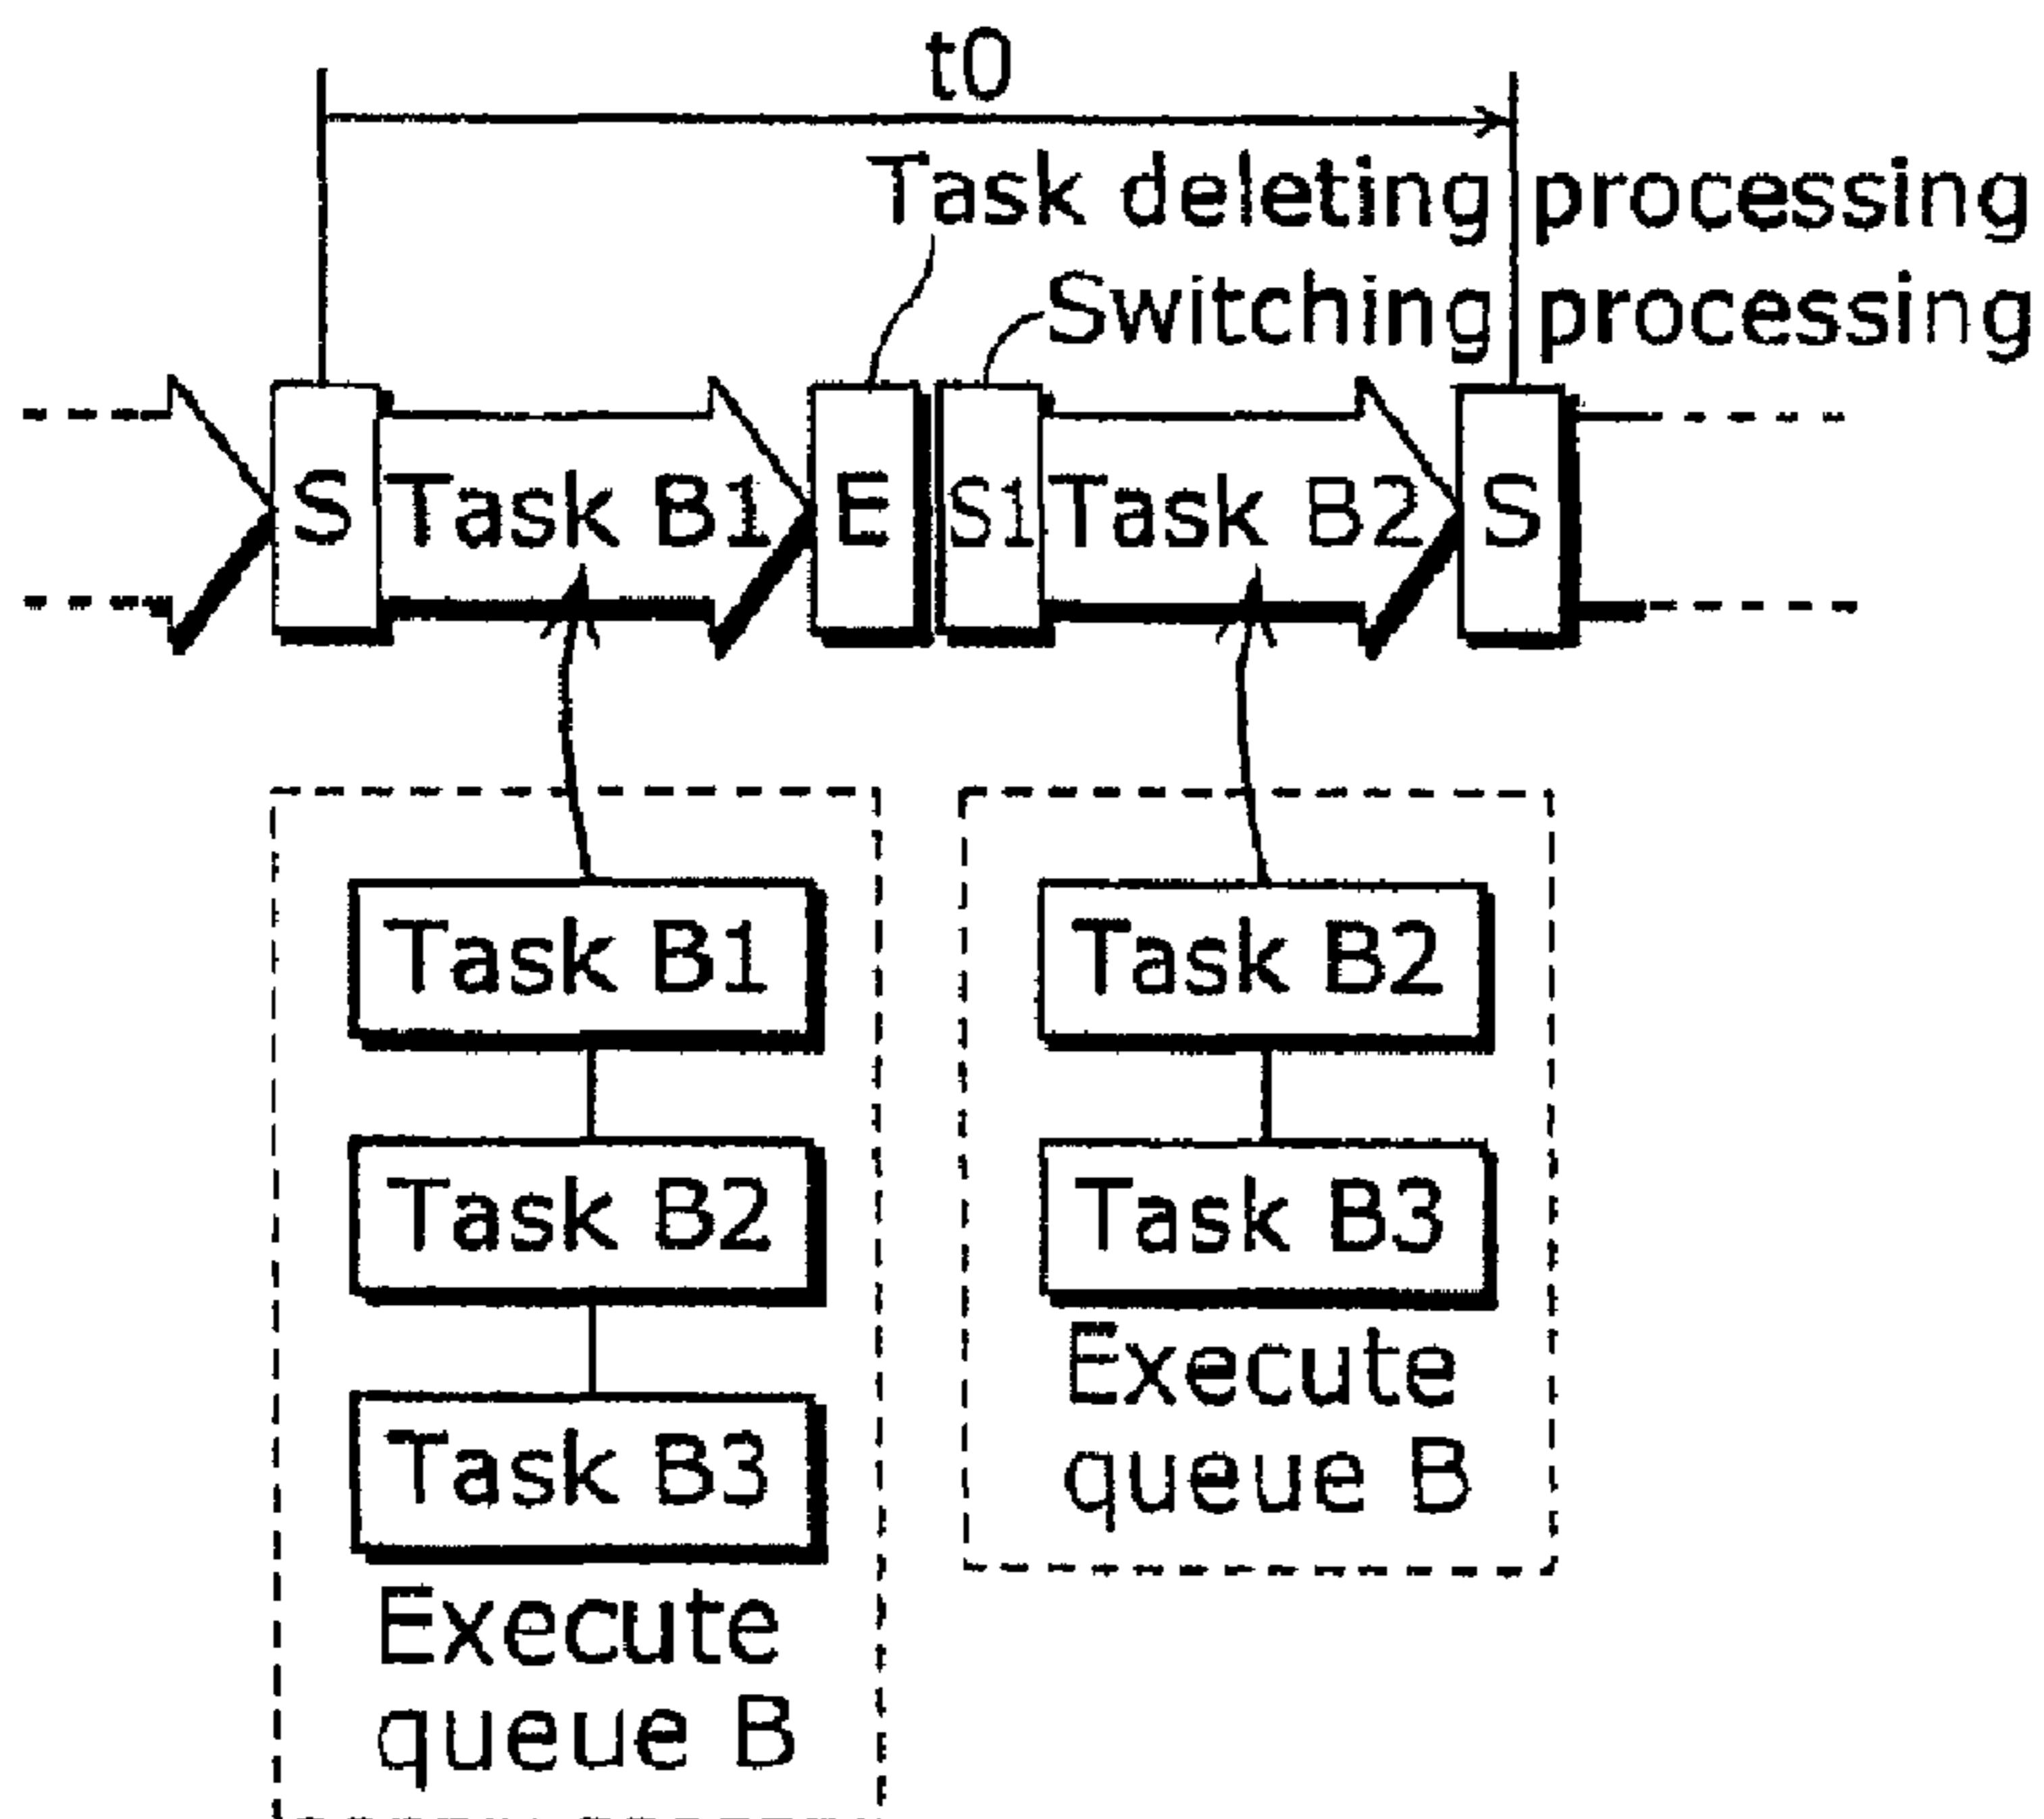 t0
Task deleting processing
Switching processing
S Task B1 E S1 Task B2 S
Task B1
Task B2
Task B3
Execute
queue B
Task B2
Task B3
Execute
queue B